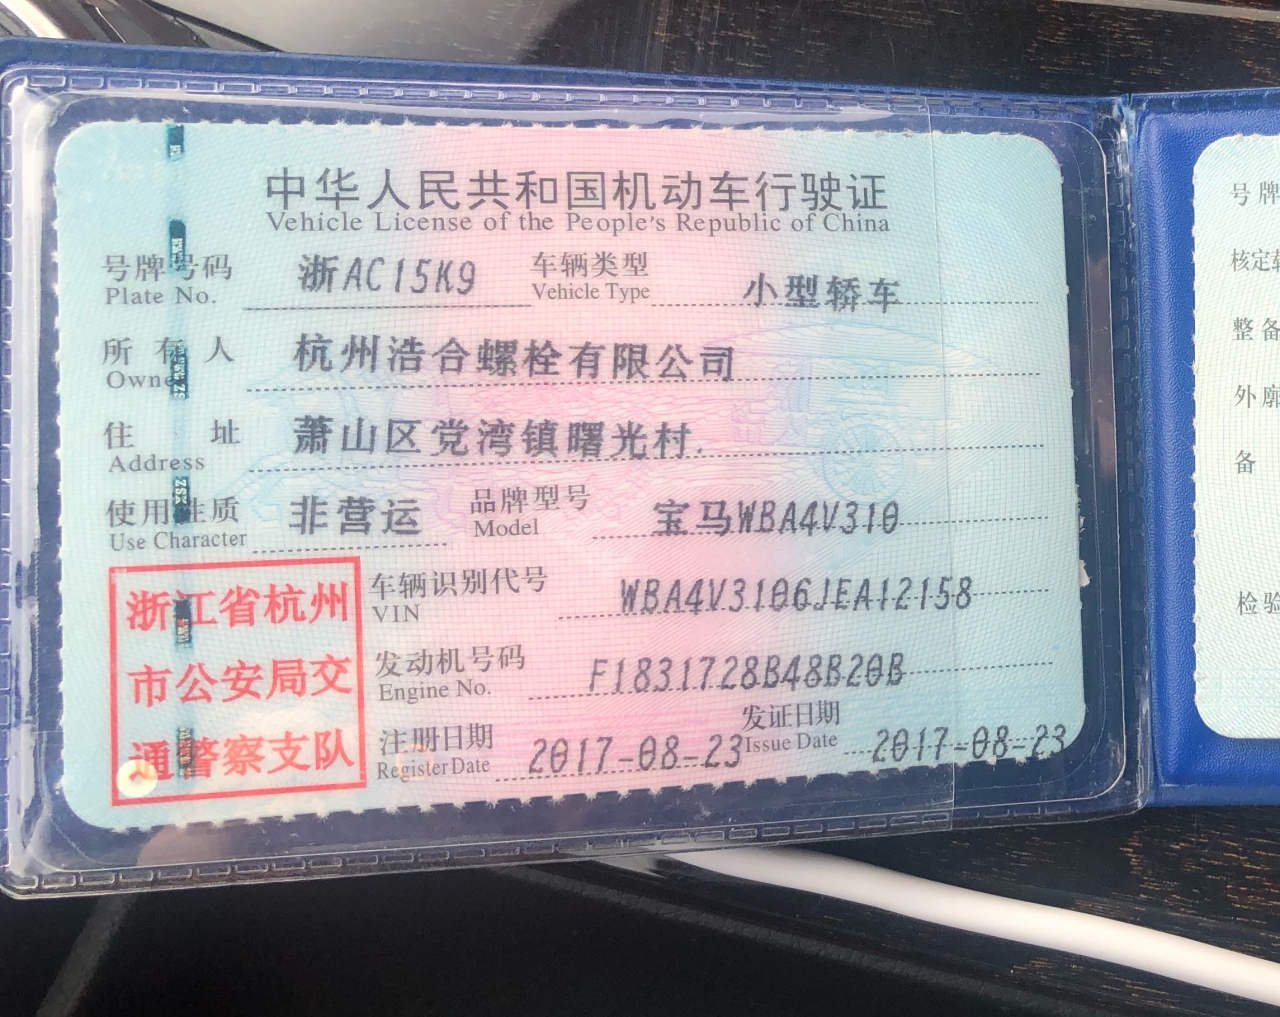 中华人民共和国机动车行驶证
Vehicle License of the People's Republic of China
号牌号码 浙AC15K9 车辆类型 小型轿车
Plate No. Vehicle Type
所有人 杭州浩合螺栓有限公司
Owner
住址 萧山区党湾镇曙光村.
Address
使用性质 非营运 品牌型号 宝马WBA4V310
Use Character Model
浙江省杭州
市公安局交
通警察支队
车辆识别代号 WBA4V3106JEA12158
VIN
发动机号码 F1831728B48B20B
Engine No.
注册日期 2017-08-23 发证日期 2017-08-23
Register Date Issue Date
号牌
核定
整备
外廓
备
检验